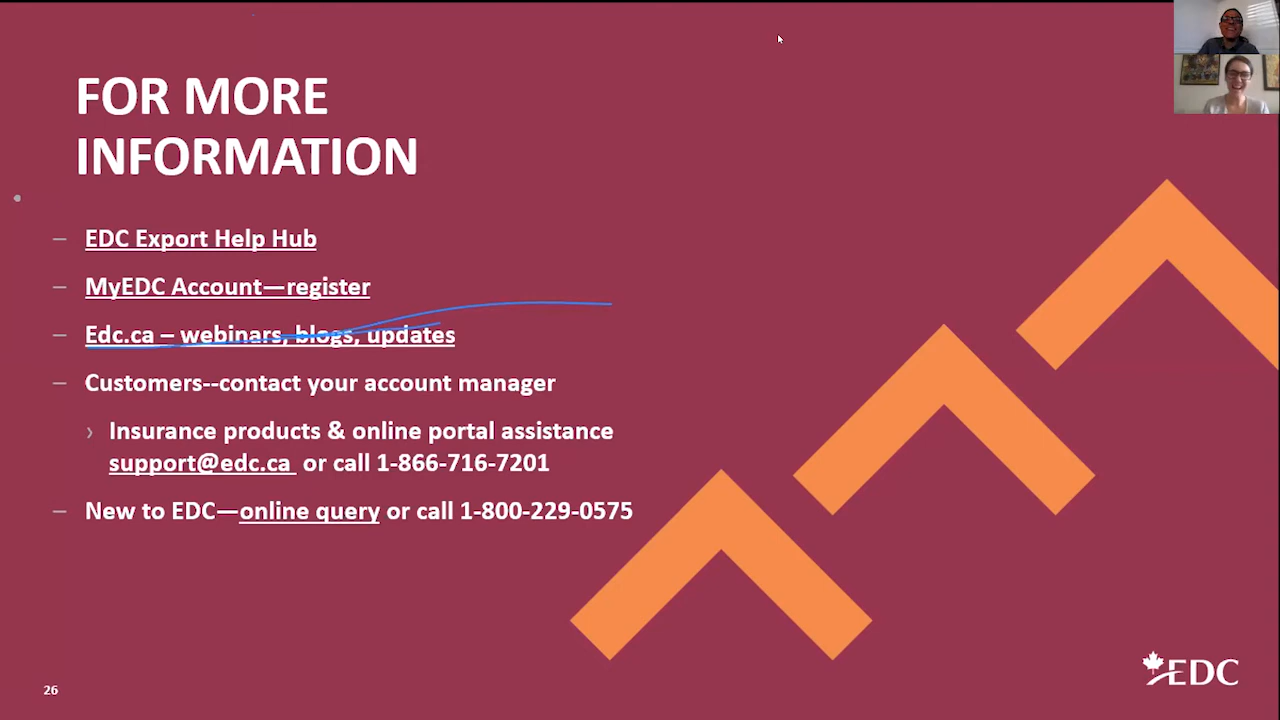 FOR MORE
INFORMATION
– EDC Export Help Hub
– MyEDC Account—register
– Edc.ca – webinars, blogs, updates
– Customers--contact your account manager
› Insurance products & online portal assistance
support@edc.ca or call 1-866-716-7201
– New to EDC—online query or call 1-800-229-0575
26
EDC